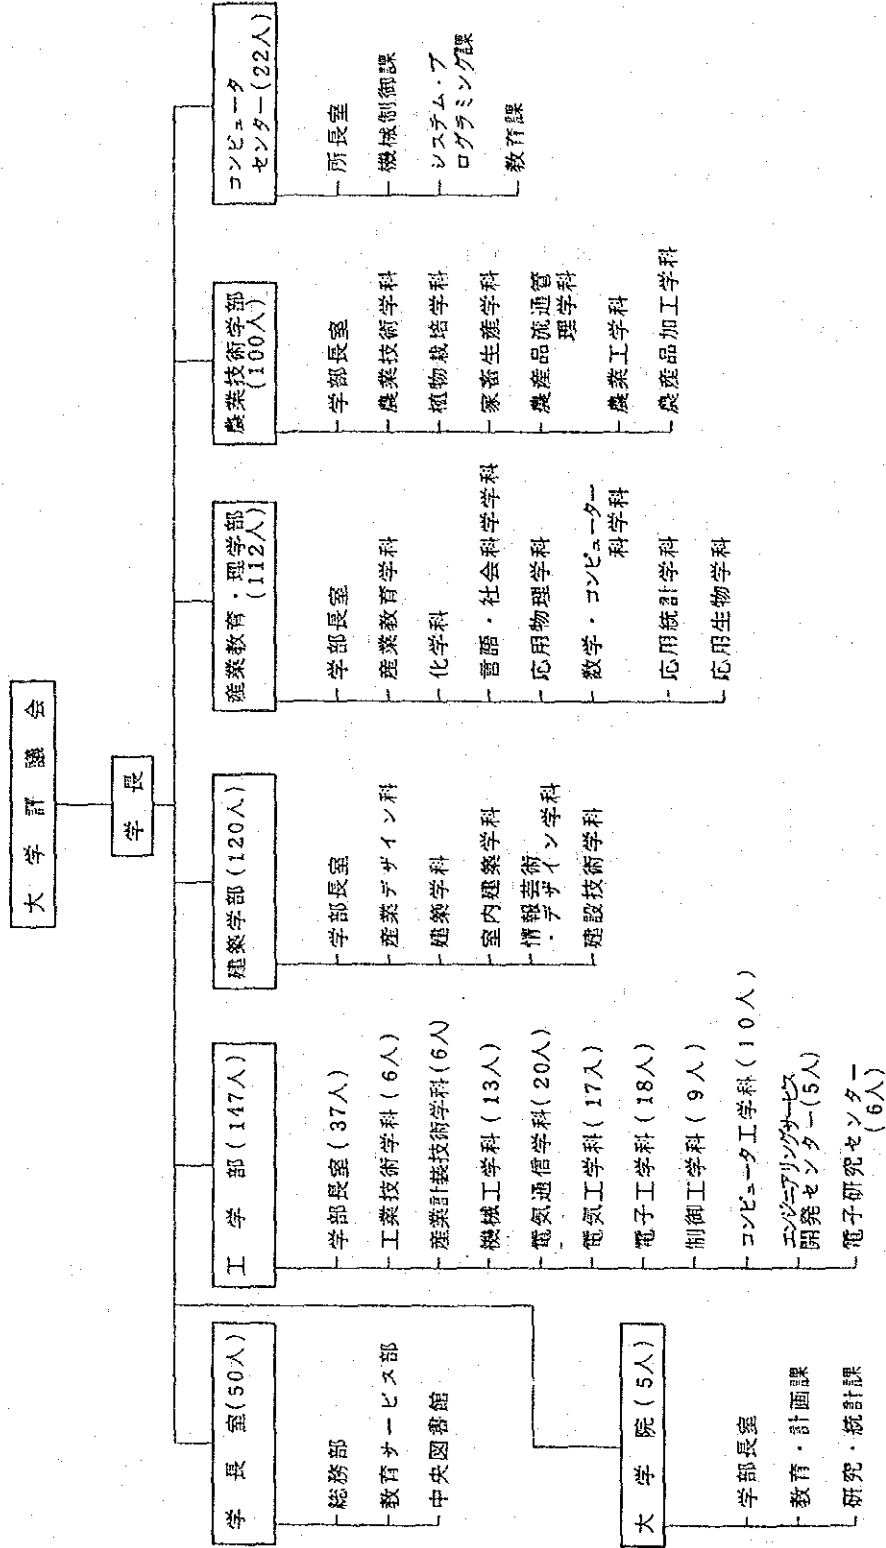 大学評議会
学長
学長室(50人)
総務部
教育サービス部
中央図書館
大学院(5人)
学部長室
教育・計画課
研究・統計課
工学部(147人)
学部長室(37人)
工業技術学科(6人)
産業計装技術学科(6人)
機械工学科(13人)
電気通信学科(20人)
電気工学科(17人)
電子工学科(18人)
制御工学科(9人)
コンピュータ工学科(10人)
エンジニアリングサービス
開発センター(5人)
電子研究センター
(6人)
建築学部(120人)
学部長室
産業デザイン科
建築学科
室内建築学科
情報芸術
・デザイン学科
建設技術学科
産業教育・理学部
(112人)
学部長室
産業教育学科
化学科
言語・社会科学学科
応用物理学科
数学・コンピューター
科学科
応用統計学科
応用生物学科
農業技術学部
(100人)
学部長室
農業技術学科
植物栽培学科
家畜生産学科
農産品流通管
理学科
農業工学科
農産品加工学科
コンピュータ
センター(22人)
所長室
機械制御課
システム・プ
ログラミング課
教育課